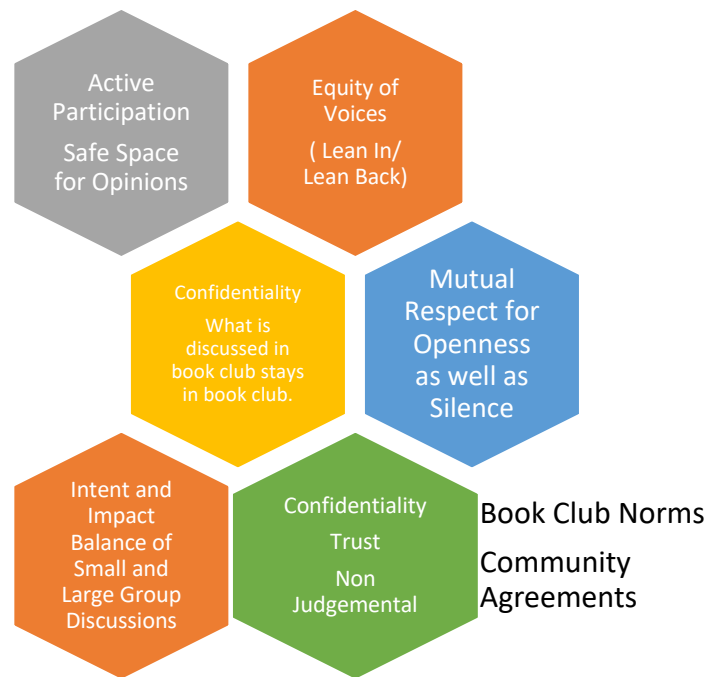 Active
Participation
Safe Space
for Opinions
Equity of
Voices
( Lean In/
Lean Back)
Confidentiality
What is
discussed in
book club stays
in book club.
Mutual
Respect for
Openness
as well as
Silence
Intent and
Impact
Balance of
Small and
Large Group
Discussions
Confidentiality
Trust
Non
Judgemental
Book Club Norms
Community
Agreements